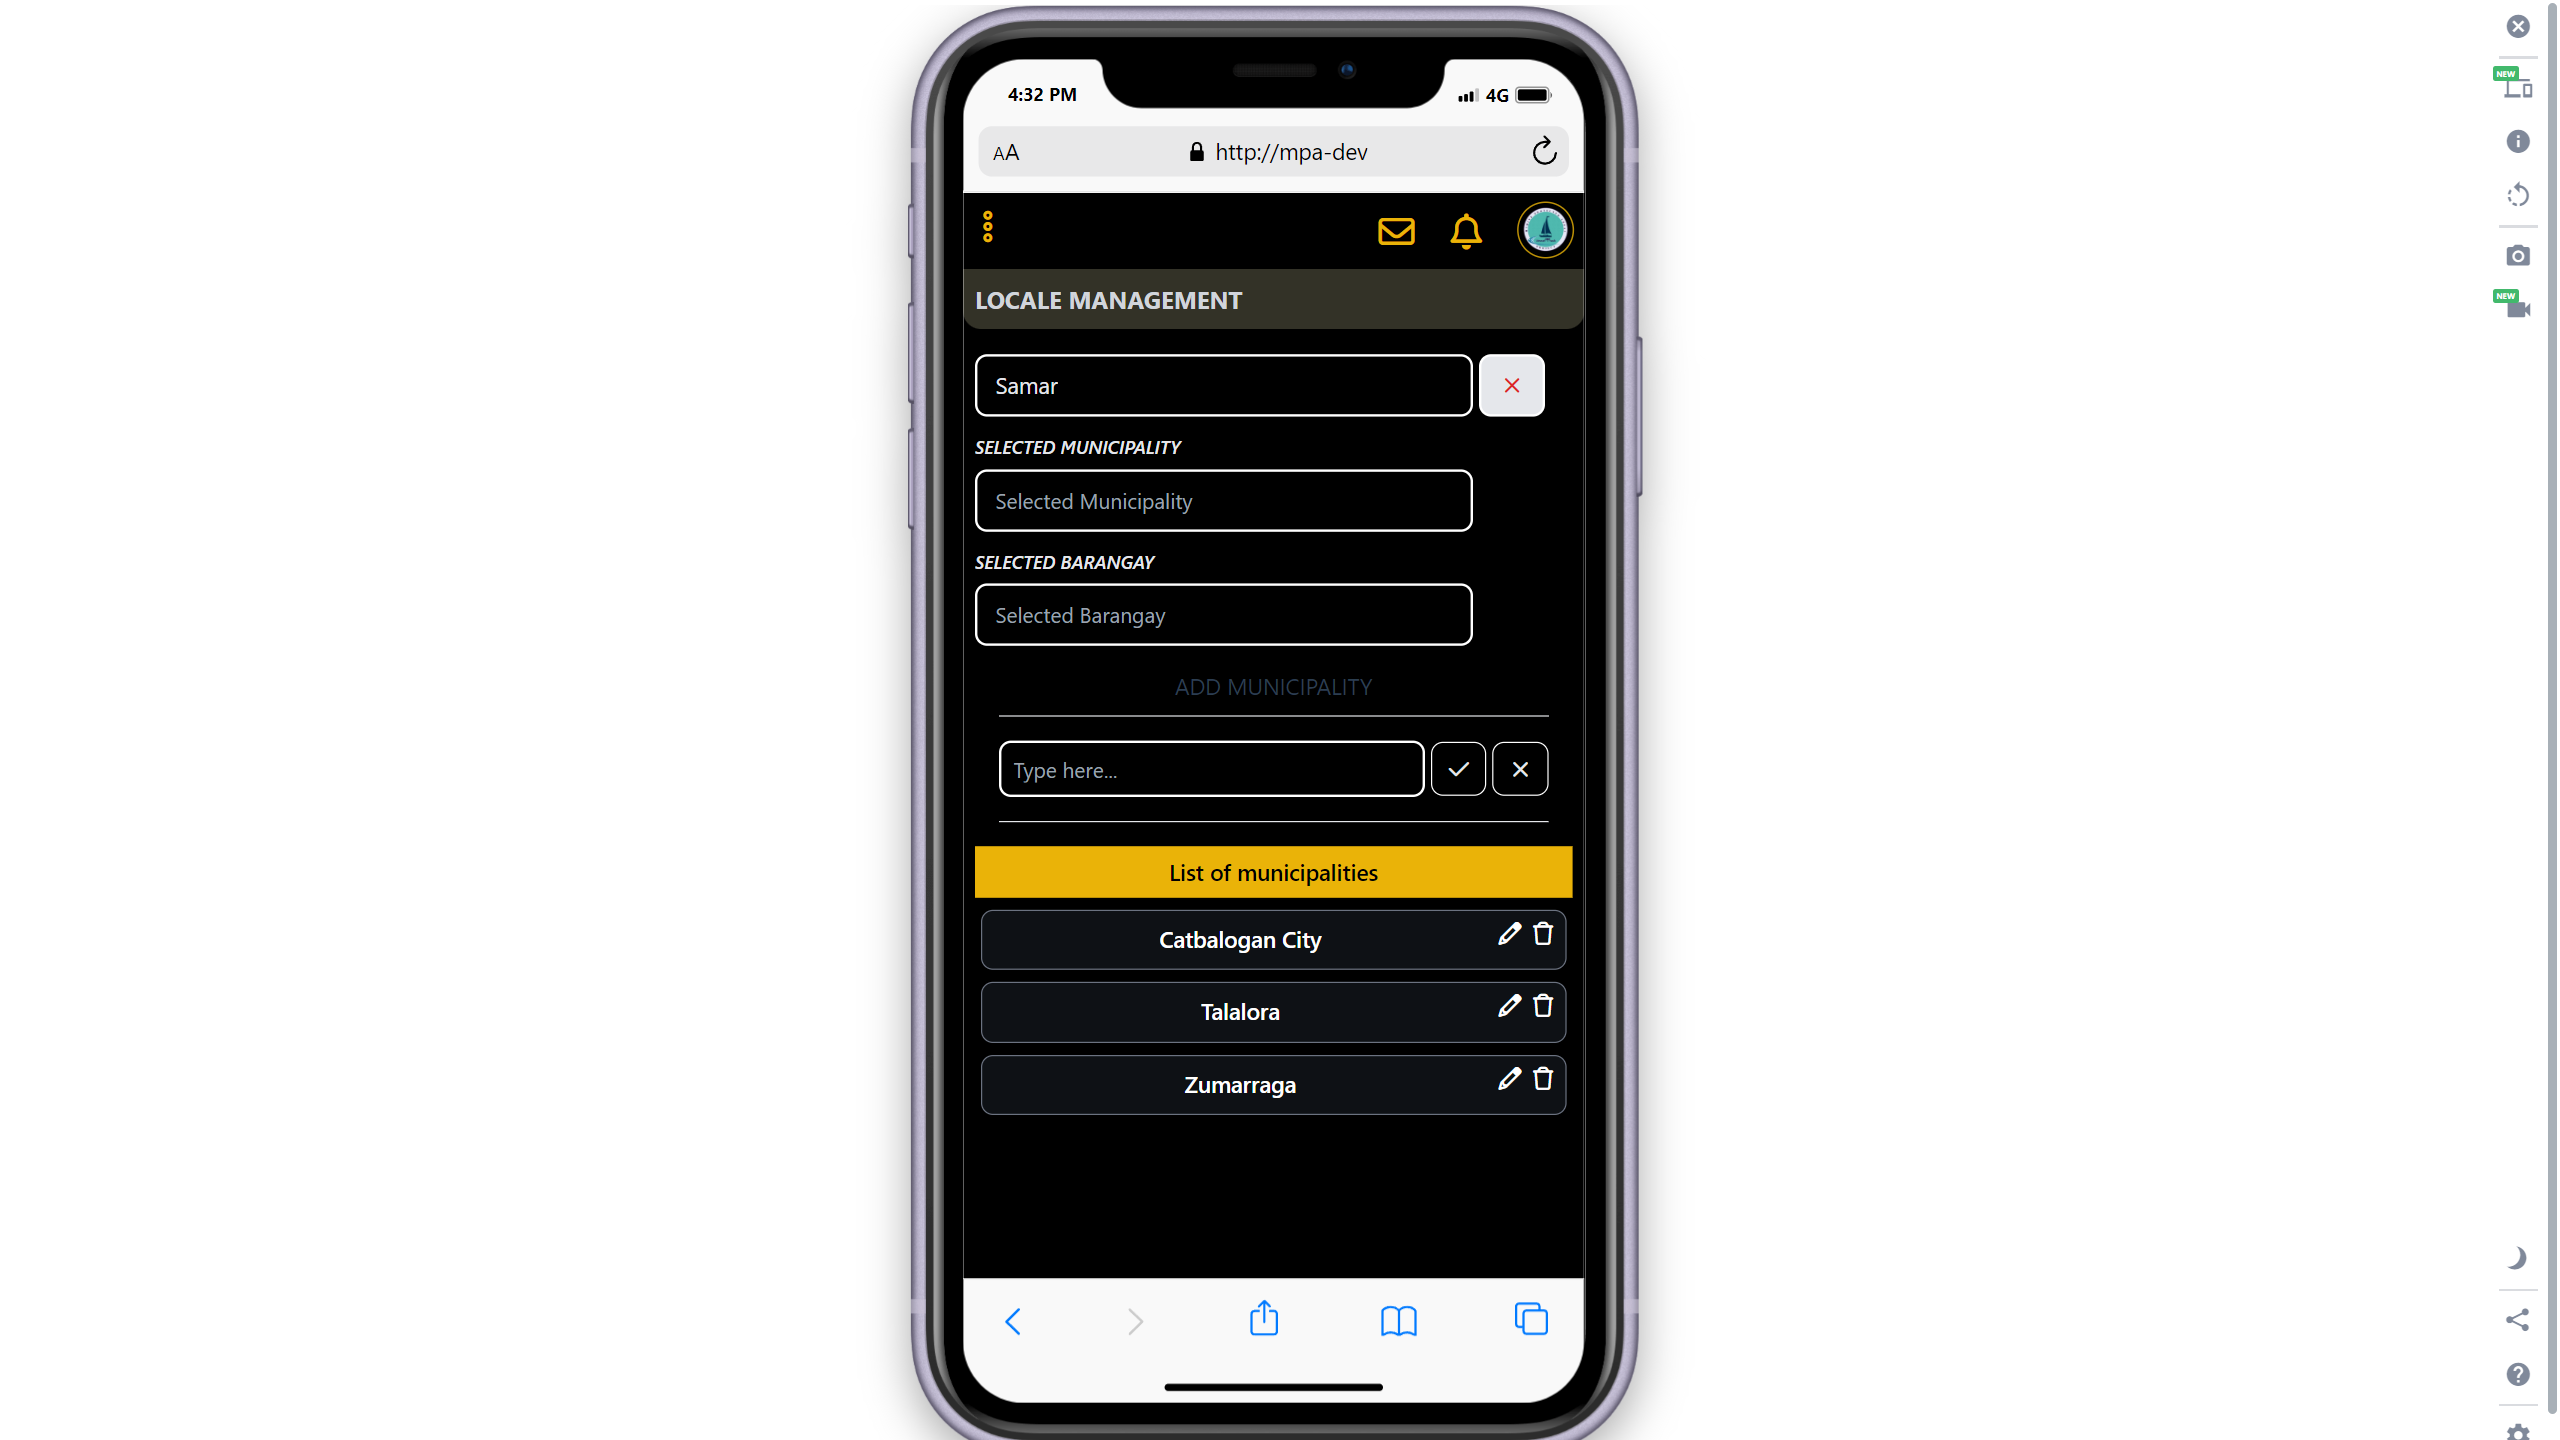 4:32 PM
4G
AA
http://mpa-dev
LOCALE MANAGEMENT
Samar
SELECTED MUNICIPALITY
Selected Municipality
SELECTED BARANGAY
Selected Barangay
ADD MUNICIPALITY
Type here...
List of municipalities
Catbalogan City
Talalora
Zumarraga
NEW
NEW